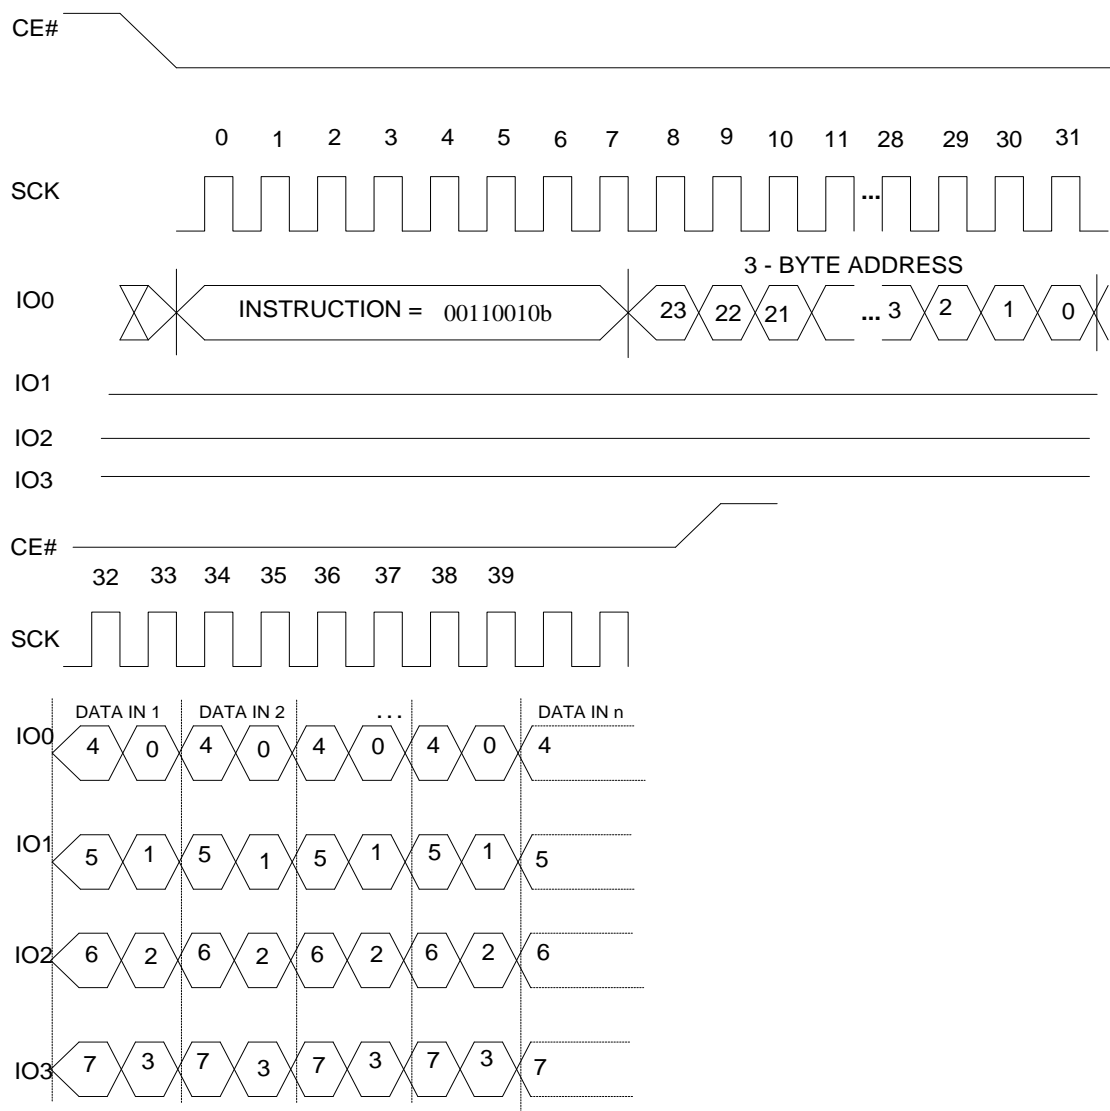 CE#
0 1 2 3 4 5 6 7 8 9 10 11 28 29 30 31
SCK ...
3 - BYTE ADDRESS
IO0 INSTRUCTION = 00110010b 23 22 21 ... 3 2 1 0
IO1
IO2
IO3
CE#
32 33 34 35 36 37 38 39
SCK
DATA IN 1 DATA IN 2 ... DATA IN n
IO0 4 0 4 0 4 0 4 0 4
IO1 5 1 5 1 5 1 5 1 5
IO2 6 2 6 2 6 2 6 2 6
IO3 7 3 7 3 7 3 7 3 7